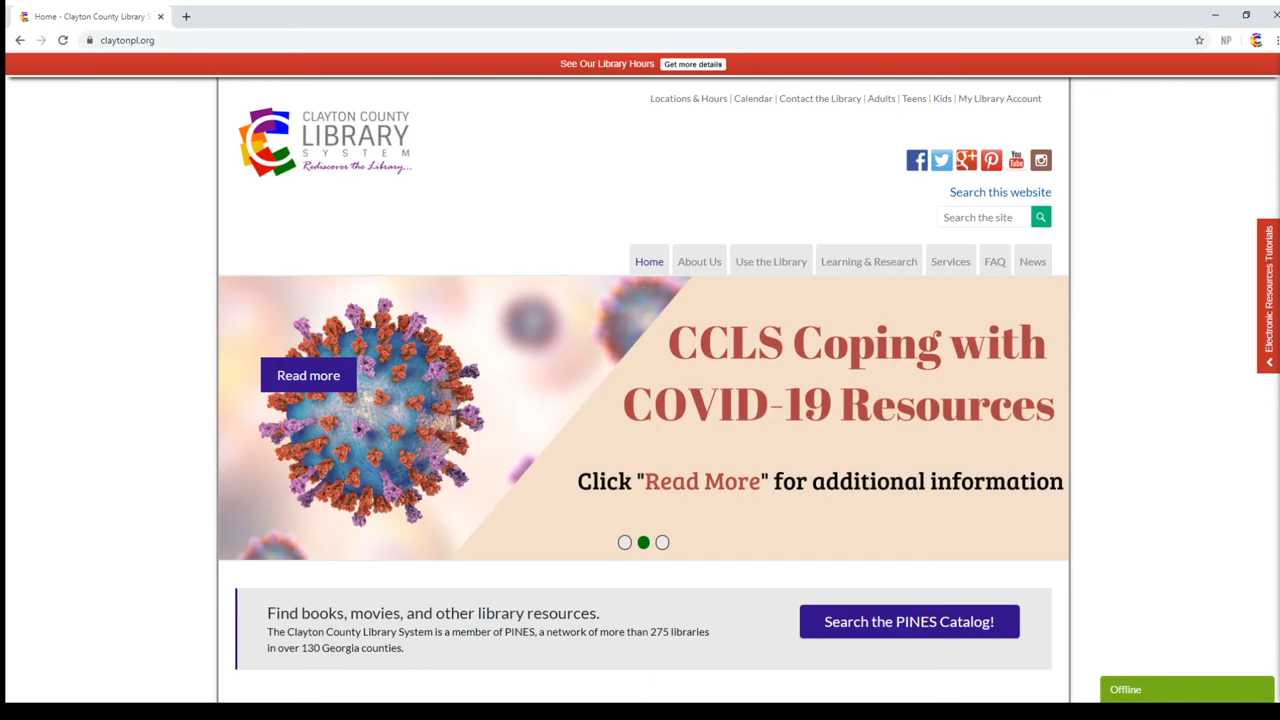 Home - Clayton County Library S
claytonpl.org
NP
See Our Library Hours Get more details
Locations & Hours | Calendar | Contact the Library | Adults | Teens | Kids | My Library Account
CLAYTON COUNTY
LIBRARY
SYSTEM
Rediscover the Library...
You
Tube
Search this website
Search the site
Home About Us Use the Library Learning & Research Services FAQ News
Electronic Resources Tutorials
CCLS Coping with
COVID-19 Resources
Read more
Click "Read More" for additional information
Find books, movies, and other library resources.
The Clayton County Library System is a member of PINES, a network of more than 275 libraries
in over 130 Georgia counties.
Search the PINES Catalog!
Offline